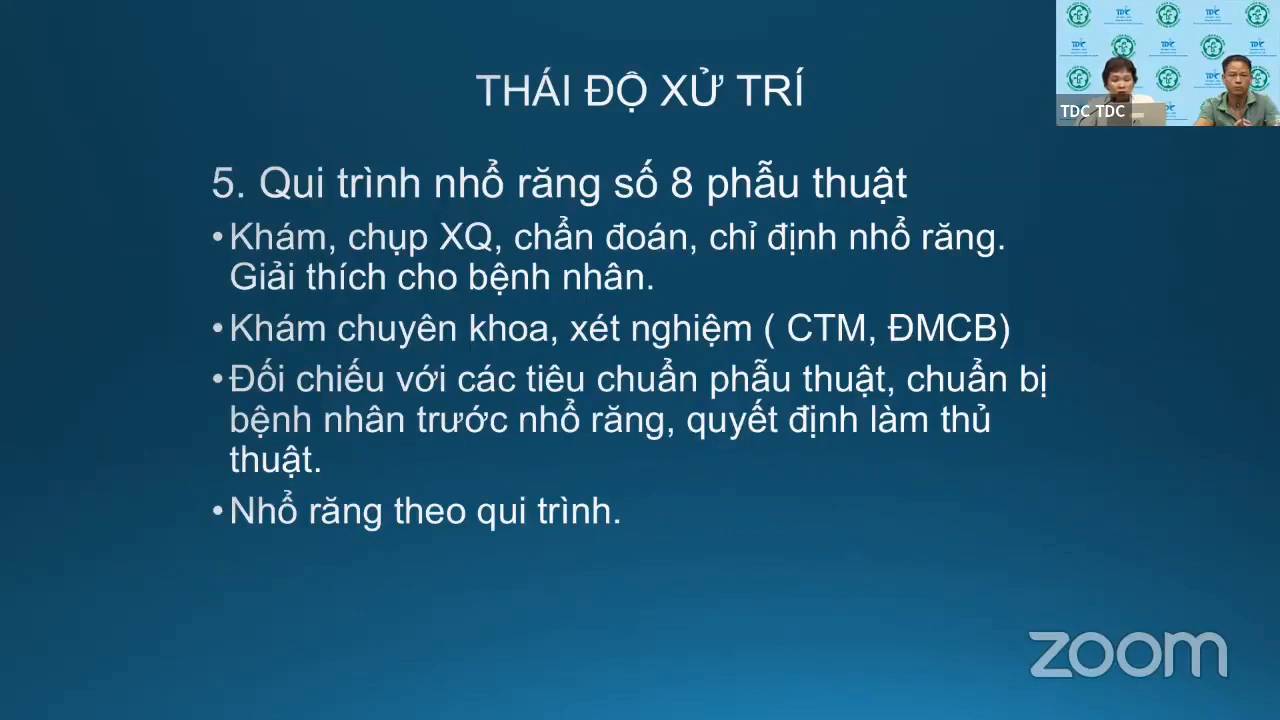 THÁI ĐỘ XỬ TRÍ
TDC TDC
5. Qui trình nhổ răng số 8 phẫu thuật
•Khám, chụp XQ, chẩn đoán, chỉ định nhổ răng.
Giải thích cho bệnh nhân.
•Khám chuyên khoa, xét nghiệm ( CTM, ĐMCB)
•Đối chiếu với các tiêu chuẩn phẫu thuật, chuẩn bị
bệnh nhân trước nhổ răng, quyết định làm thủ
thuật.
•Nhổ răng theo qui trình.
zoom